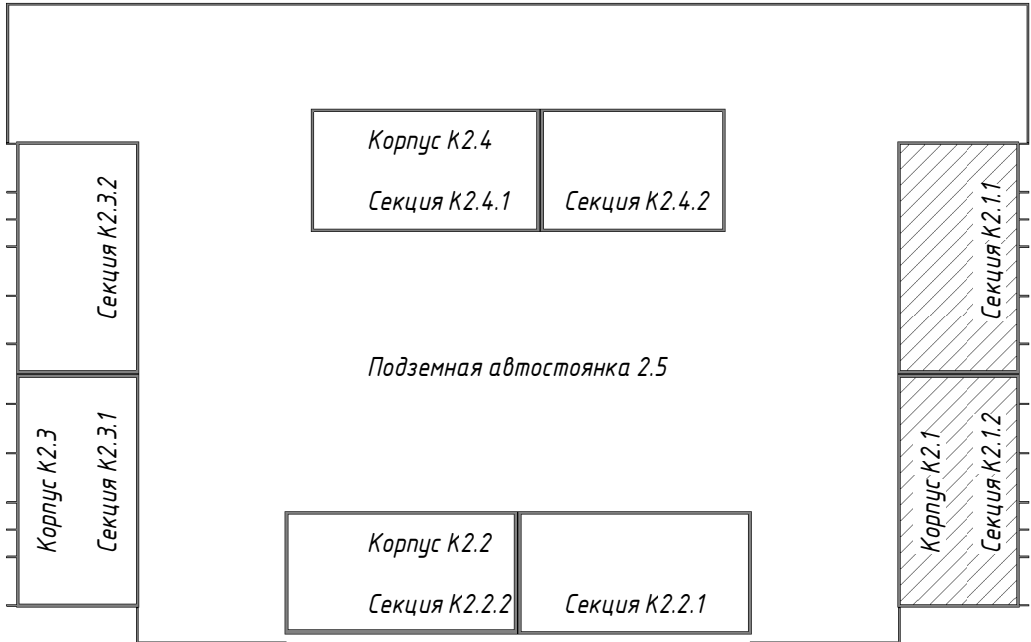 Корпус К2.4
Секция К2.4.1
Секция К2.4.2
Секция К2.3.2
Секция К2.1.1
Подземная автостоянка 2.5
Корпус К2.3
Секция К2.3.1
Корпус К2.1
Секция К2.1.2
Корпус К2.2
Секция К2.2.2
Секция К2.2.1